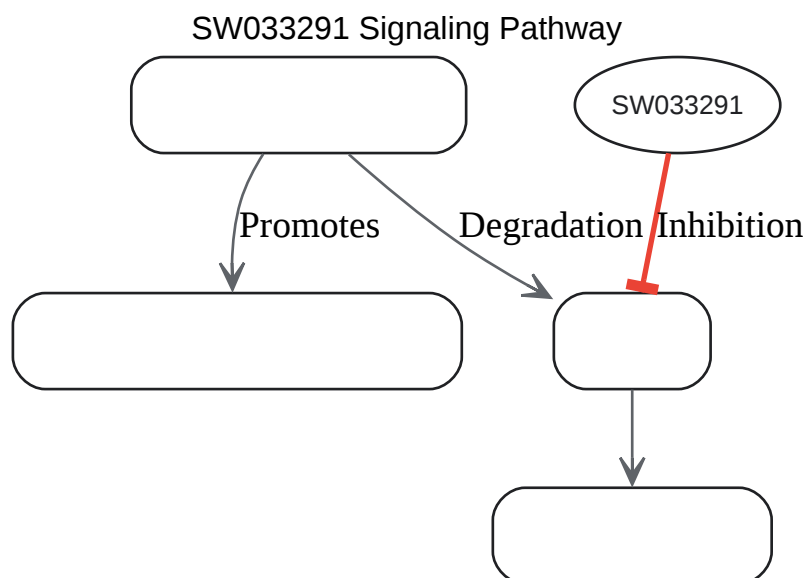 SW033291 Signaling Pathway
SW033291
Promotes
Degradation
Inhibition